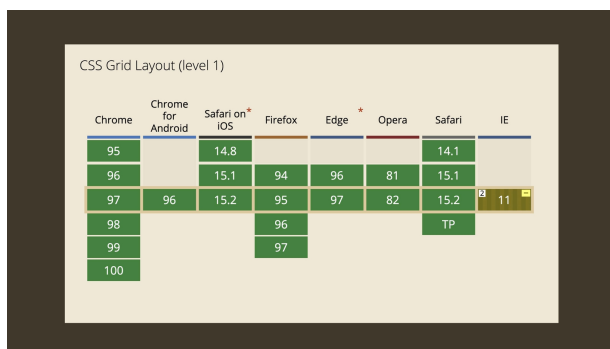 CSS Grid Layout (level 1)
Chrome
Chrome for Android
Safari on iOS *
Firefox
Edge *
Opera
Safari
IE
95 14.8 14.1
96 15.1 94 96 81 15.1
97 96 15.2 95 97 82 15.2 2 11 -
98 96 TP
99 97
100